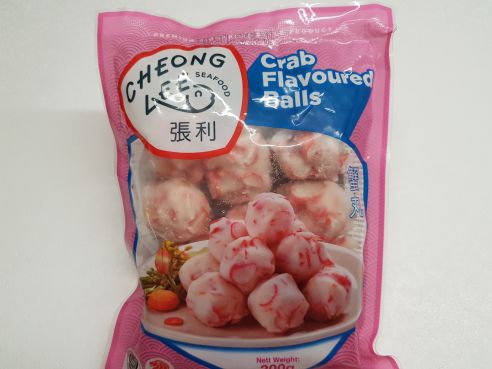 CHEONG
LEE
SEAFOOD
張利
Crab
Flavoured
Balls
Nett Weight: